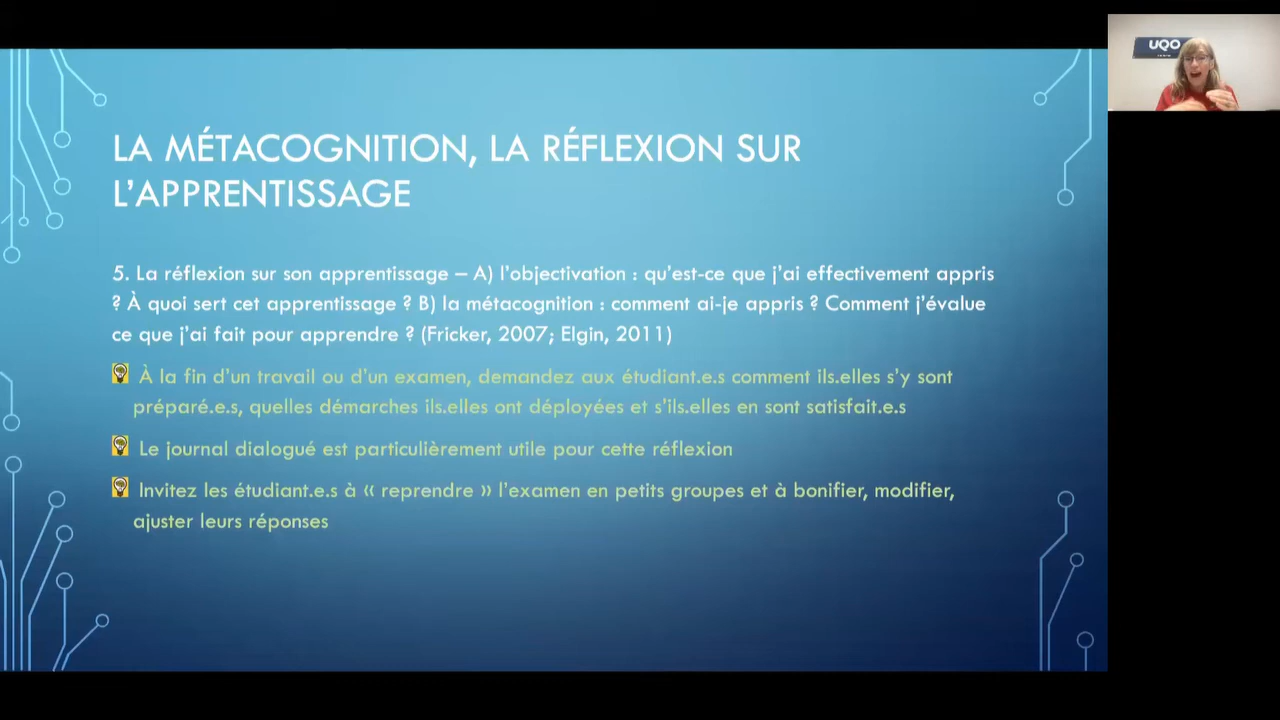 UQO
LA MÉTACOGNITION, LA RÉFLEXION SUR
L'APPRENTISSAGE
5. La réflexion sur son apprentissage – A) l'objectivation : qu'est-ce que j'ai effectivement appris
? À quoi sert cet apprentissage ? B) la métacognition : comment ai-je appris ? Comment j'évalue
ce que j'ai fait pour apprendre ? (Fricker, 2007; Elgin, 2011)
À la fin d'un travail ou d'un examen, demandez aux étudiant.e.s comment ils.elles s'y sont
préparé.e.s, quelles démarches ils.elles ont déployées et s'ils.elles en sont satisfait.e.s
Le journal dialogué est particulièrement utile pour cette réflexion
Invitez les étudiant.e.s à « reprendre » l'examen en petits groupes et à bonifier, modifier,
ajuster leurs réponses